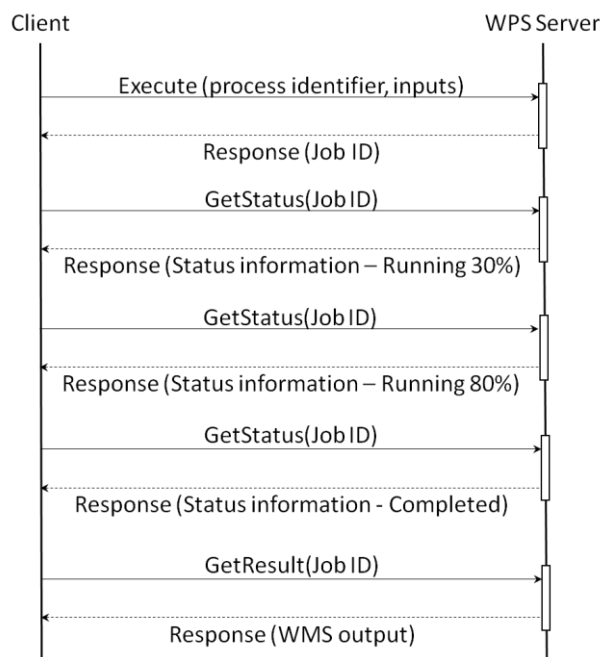 Client
WPS Server
Execute (process identifier, inputs)
Response (Job ID)
GetStatus(Job ID)
Response (Status information – Running 30%)
GetStatus(Job ID)
Response (Status information – Running 80%)
GetStatus(Job ID)
Response (Status information - Completed)
GetResult(Job ID)
Response (WMS output)